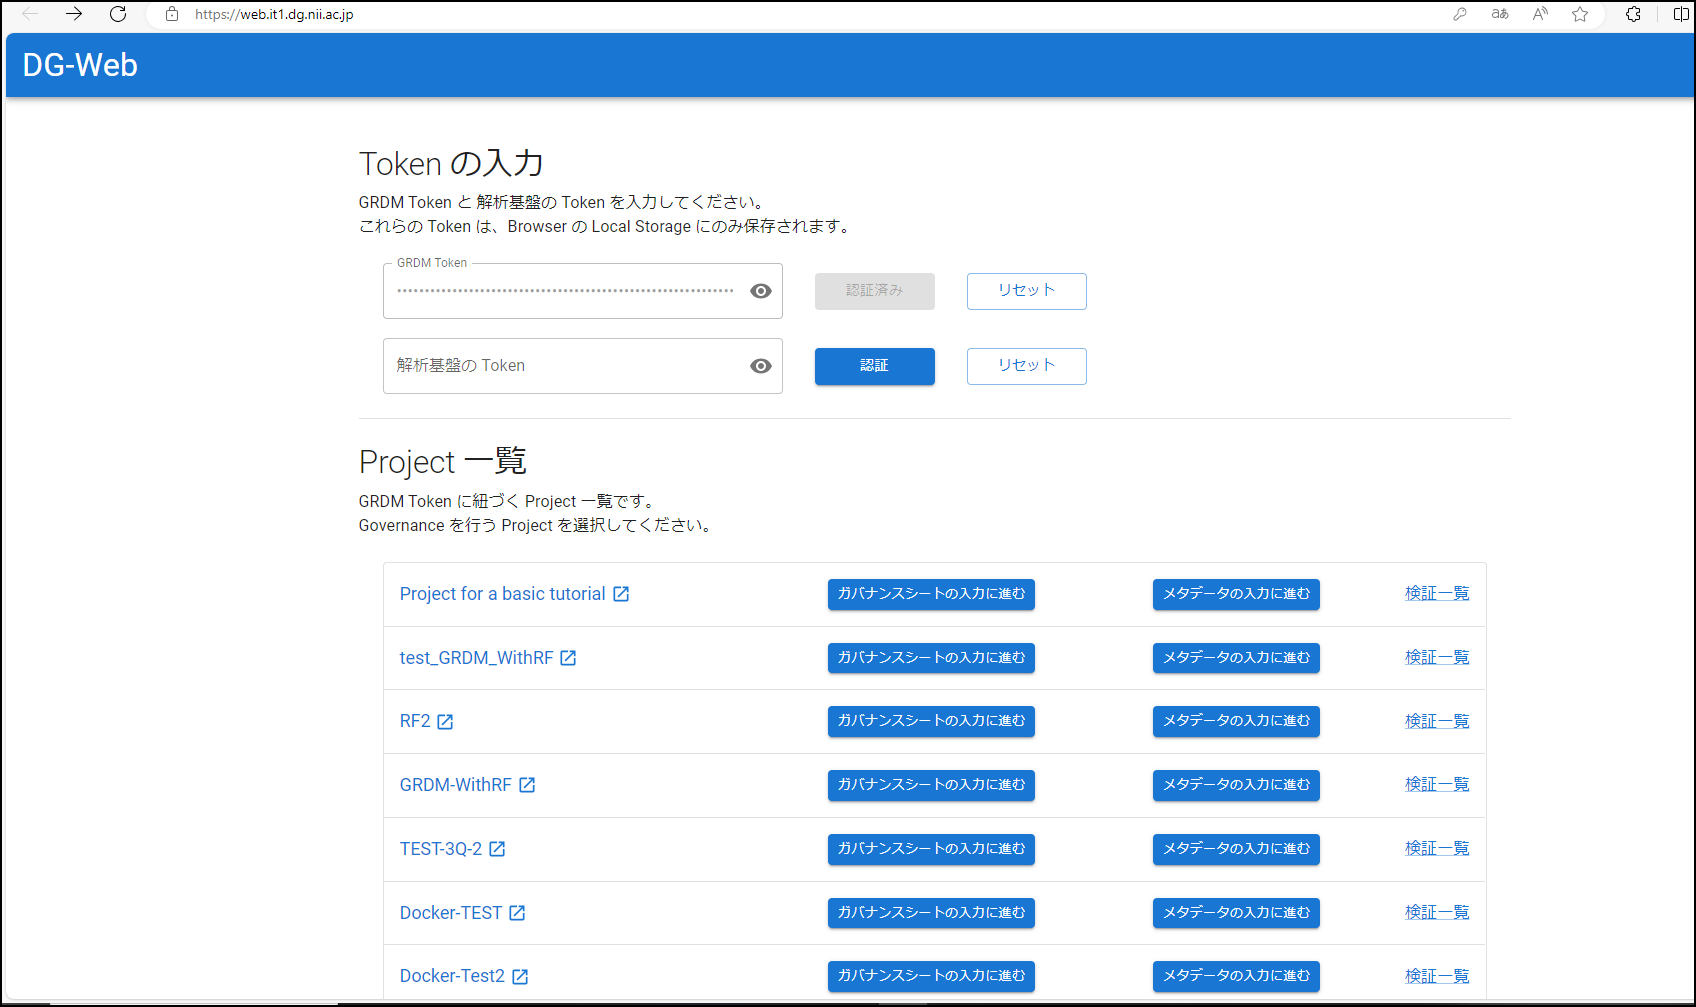 https://web.it1.dg.nii.ac.jp
DG-Web
Token の入力
GRDM Token と 解析基盤の Token を入力してください。
これらの Token は、Browser の Local Storage にのみ保存されます。
GRDM Token
認証済み
リセット
解析基盤の Token
認証
リセット
Project 一覧
GRDM Token に紐づく Project 一覧です。
Governance を行う Project を選択してください。
Project for a basic tutorial ガバナンスシートの入力に進む メタデータの入力に進む 検証一覧
test_GRDM_WithRF ガバナンスシートの入力に進む メタデータの入力に進む 検証一覧
RF2 ガバナンスシートの入力に進む メタデータの入力に進む 検証一覧
GRDM-WithRF ガバナンスシートの入力に進む メタデータの入力に進む 検証一覧
TEST-3Q-2 ガバナンスシートの入力に進む メタデータの入力に進む 検証一覧
Docker-TEST ガバナンスシートの入力に進む メタデータの入力に進む 検証一覧
Docker-Test2 ガバナンスシートの入力に進む メタデータの入力に進む 検証一覧